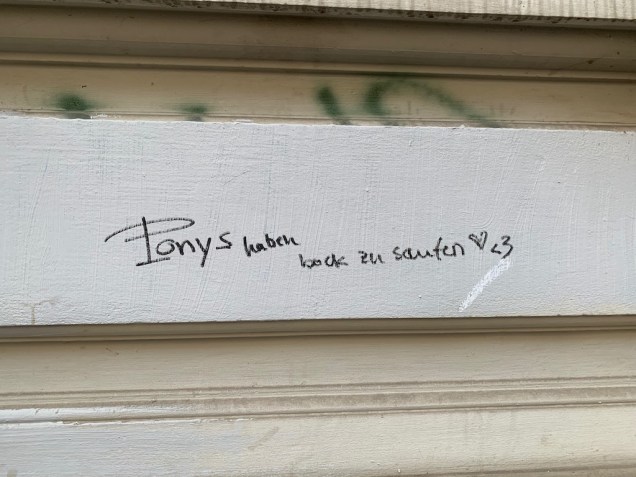 Ponys haben bock zu saufen ♡ <3